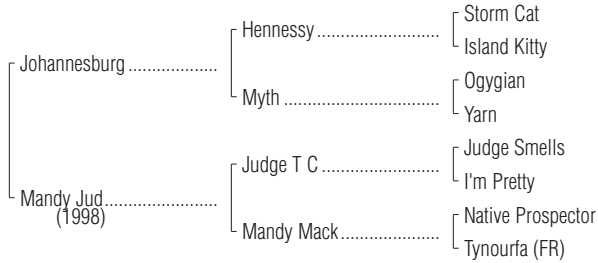 Storm Cat
Hennessy
Island Kitty
Johannesburg
Ogygian
Myth
Yarn
Judge Smells
Judge T C
I'm Pretty
Mandy Jud
(1998)
Native Prospector
Mandy Mack
Tynourfa (FR)